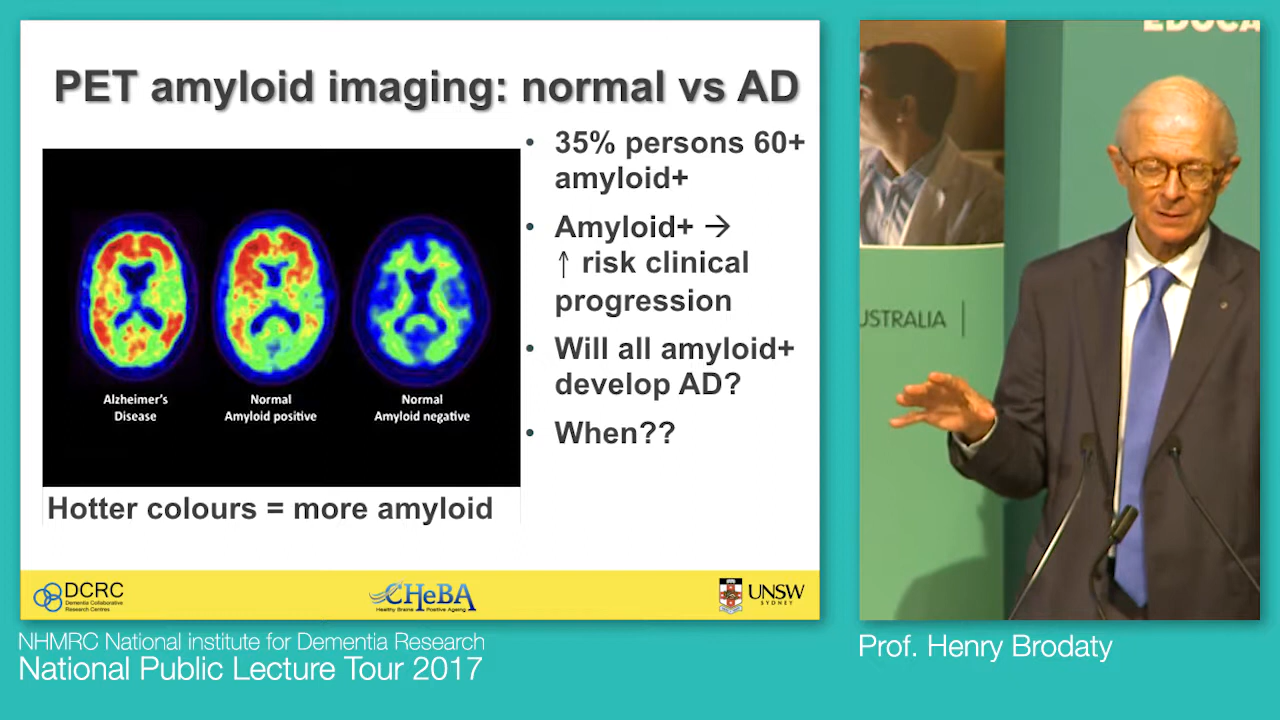 PET amyloid imaging: normal vs AD
Alzheimer's
Disease
Normal
Amyloid positive
Normal
Amyloid negative
Hotter colours = more amyloid
• 35% persons 60+
amyloid+
• Amyloid+ →
↑ risk clinical
progression
• Will all amyloid+
develop AD?
• When??
DCRC
Dementia Collaborative
Research Centres
CHeBA
Healthy Brain Positive Ageing
UNSW
SYDNEY
EDUCA
USTRALIA
NHMRC National institute for Dementia Research
National Public Lecture Tour 2017
Prof. Henry Brodaty